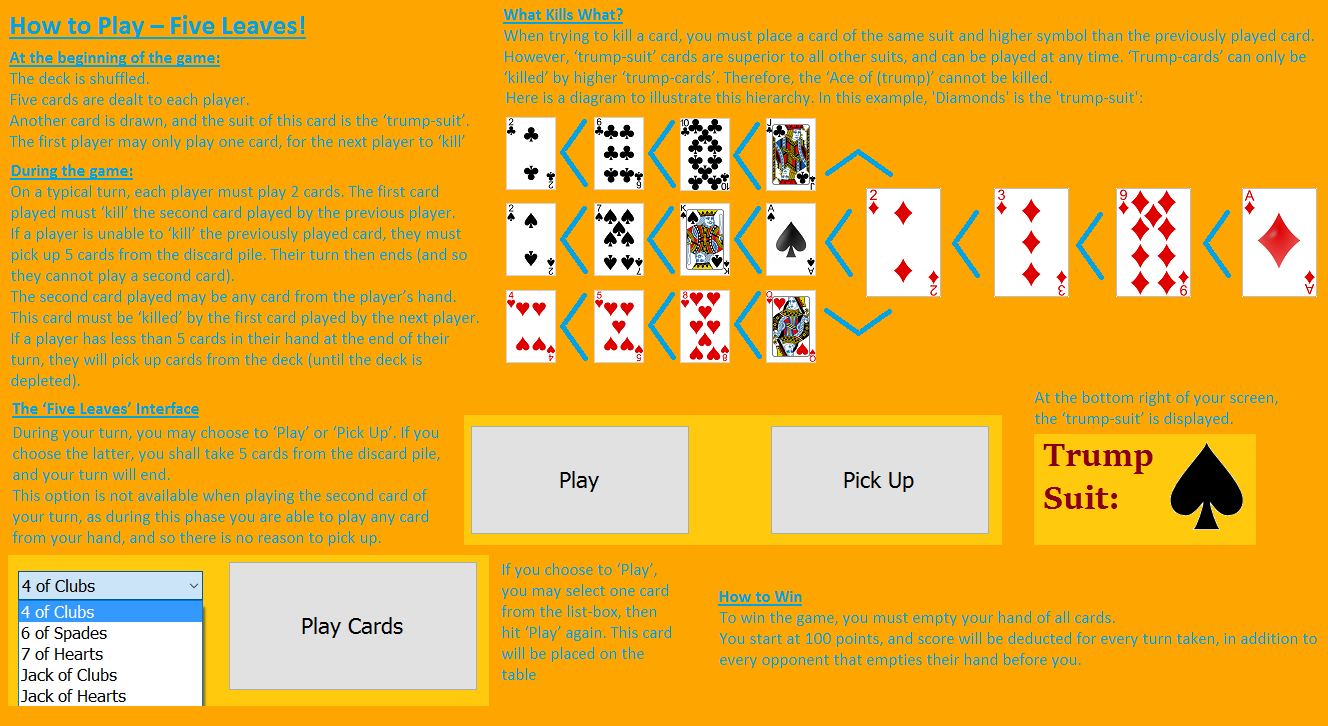 How to Play – Five Leaves!
At the beginning of the game:
The deck is shuffled.
Five cards are dealt to each player.
Another card is drawn, and the suit of this card is the ‘trump-suit’.
The first player may only play one card, for the next player to ‘kill’
During the game:
On a typical turn, each player must play 2 cards. The first card
played must ‘kill’ the second card played by the previous player.
If a player is unable to ‘kill’ the previously played card, they must
pick up 5 cards from the discard pile. Their turn then ends (and so
they cannot play a second card).
The second card played may be any card from the player’s hand.
This card must be ‘killed’ by the first card played by the next player.
If a player has less than 5 cards in their hand at the end of their
turn, they will pick up cards from the deck (until the deck is
depleted).
What Kills What?
When trying to kill a card, you must place a card of the same suit and higher symbol than the previously played card.
However, ‘trump-suit’ cards are superior to all other suits, and can be played at any time. ‘Trump-cards’ can only be
‘killed’ by higher ‘trump-cards’. Therefore, the ‘Ace of (trump)’ cannot be killed.
Here is a diagram to illustrate this hierarchy. In this example, 'Diamonds' is the 'trump-suit':
2 2
6 6
10 10
J J
2 2
7 7
K K
A A
4 4
5 5
8 8
Q Q
2 2
3 3
9 9
A A
The ‘Five Leaves’ Interface
During your turn, you may choose to ‘Play’ or ‘Pick Up’. If you
choose the latter, you shall take 5 cards from the discard pile,
and your turn will end.
This option is not available when playing the second card of
your turn, as during this phase you are able to play any card
from your hand, and so there is no reason to pick up.
Play
Pick Up
At the bottom right of your screen,
the ‘trump-suit’ is displayed.
Trump
Suit:
4 of Clubs
4 of Clubs
6 of Spades
7 of Hearts
Jack of Clubs
Jack of Hearts
Play Cards
If you choose to ‘Play’,
you may select one card
from the list-box, then
hit ‘Play’ again. This card
will be placed on the
table
How to Win
To win the game, you must empty your hand of all cards.
You start at 100 points, and score will be deducted for every turn taken, in addition to
every opponent that empties their hand before you.